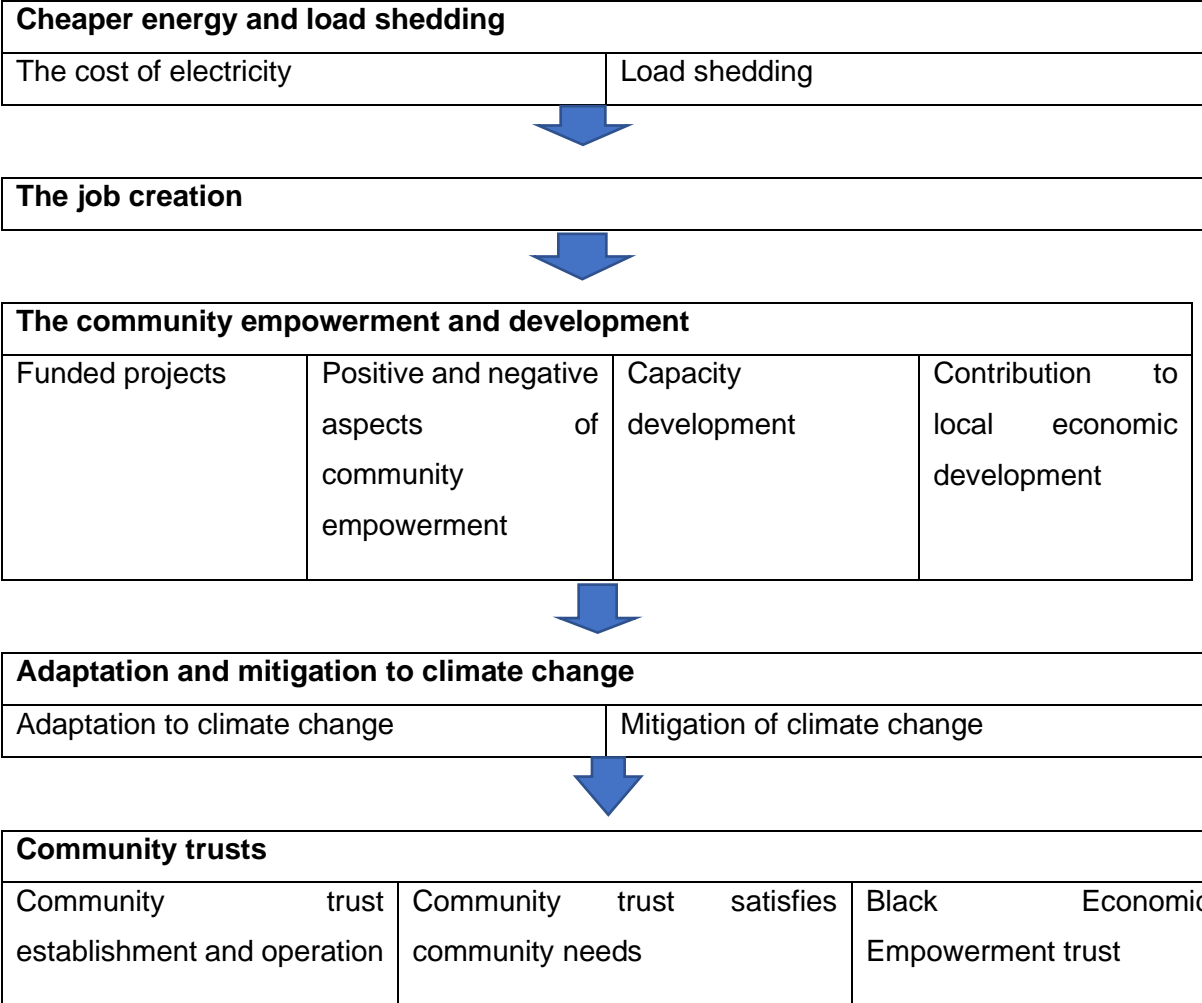 Cheaper energy and load shedding
The cost of electricity
Load shedding
The job creation
The community empowerment and development
Funded projects
Positive and negative
aspects of
community
empowerment
Capacity
development
Contribution to
local economic
development
Adaptation and mitigation to climate change
Adaptation to climate change
Mitigation of climate change
Community trusts
Community trust
establishment and operation
Community trust satisfies
community needs
Black Economic
Empowerment trust